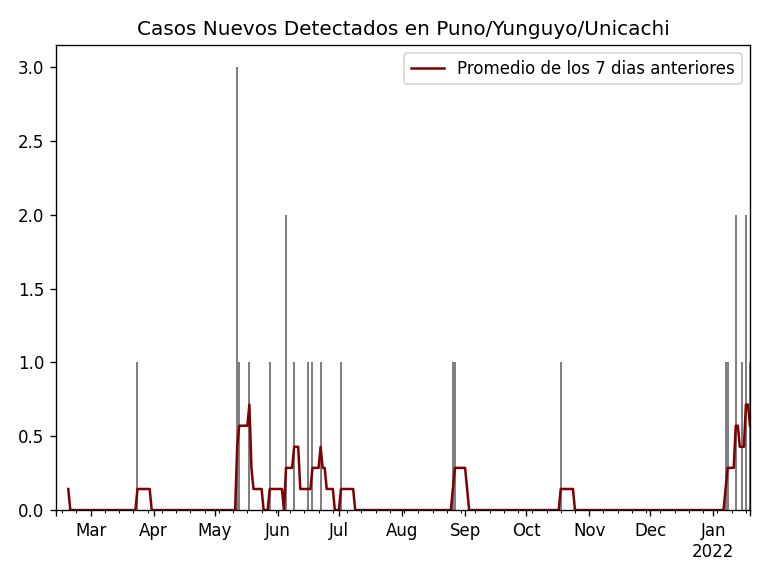 Casos Nuevos Detectados en Puno/Yunguyo/Unicachi
Promedio de los 7 dias anteriores
3.0
2.5
2.0
1.5
1.0
0.5
0.0
Mar Apr May Jun Jul Aug Sep Oct Nov Dec Jan
2022